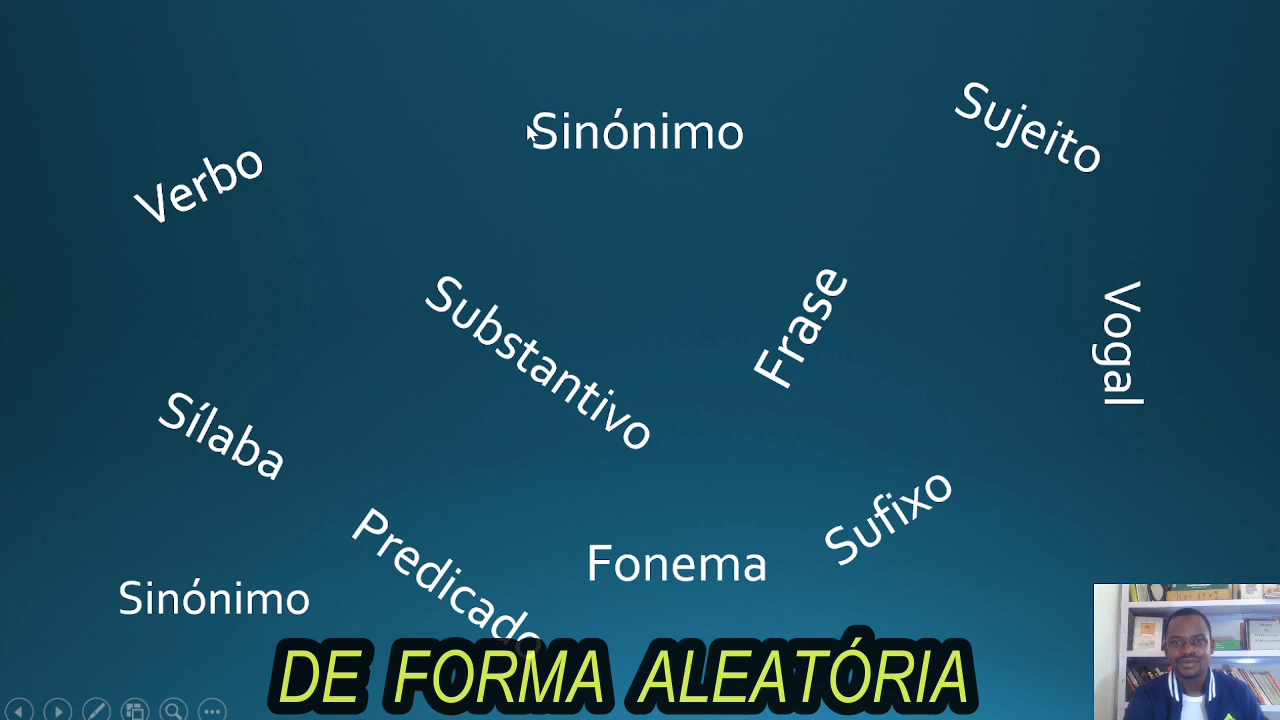 Sujeito
Sinónimo
Verbo
Substantivo
Frase
Vogal
Sílaba
Sufixo
Predicado
Fonema
Sinónimo
DE FORMA ALEATÓRIA